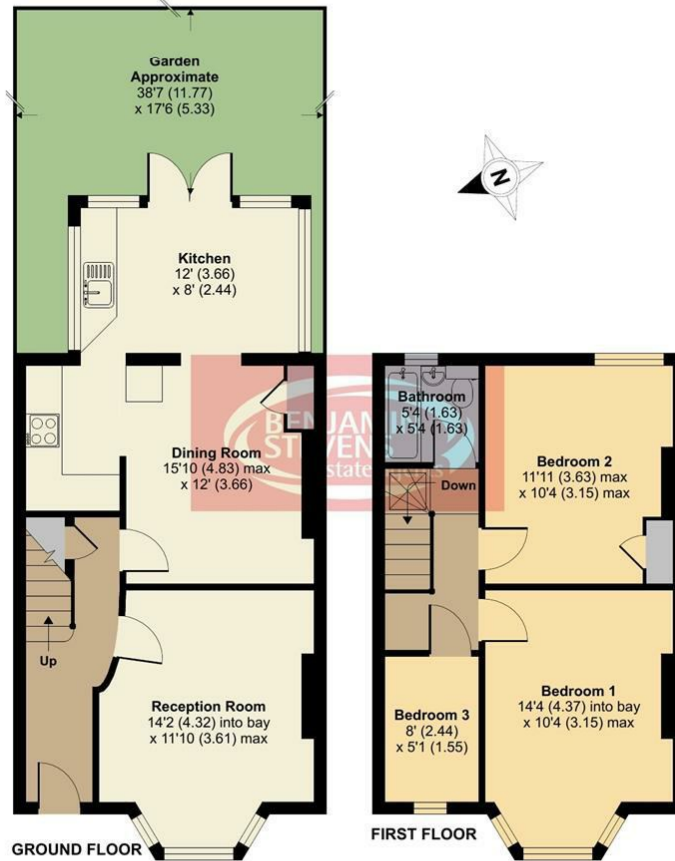 Garden
Approximate
38'7 (11.77)
x 17'6 (5.33)
N
Kitchen
12' (3.66)
x 8' (2.44)
Dining Room
15'10 (4.83) max
x 12' (3.66)
Up
Reception Room
14'2 (4.32) into bay
x 11'10 (3.61) max
GROUND FLOOR
BENJAMIN
STEVENS
Bathroom
5'4 (1.63)
x 5'4 (1.63)
Down
Bedroom 2
11'11 (3.63) max
x 10'4 (3.15) max
Bedroom 1
14'4 (4.37) into bay
x 10'4 (3.15) max
Bedroom 3
8' (2.44)
x 5'1 (1.55)
FIRST FLOOR